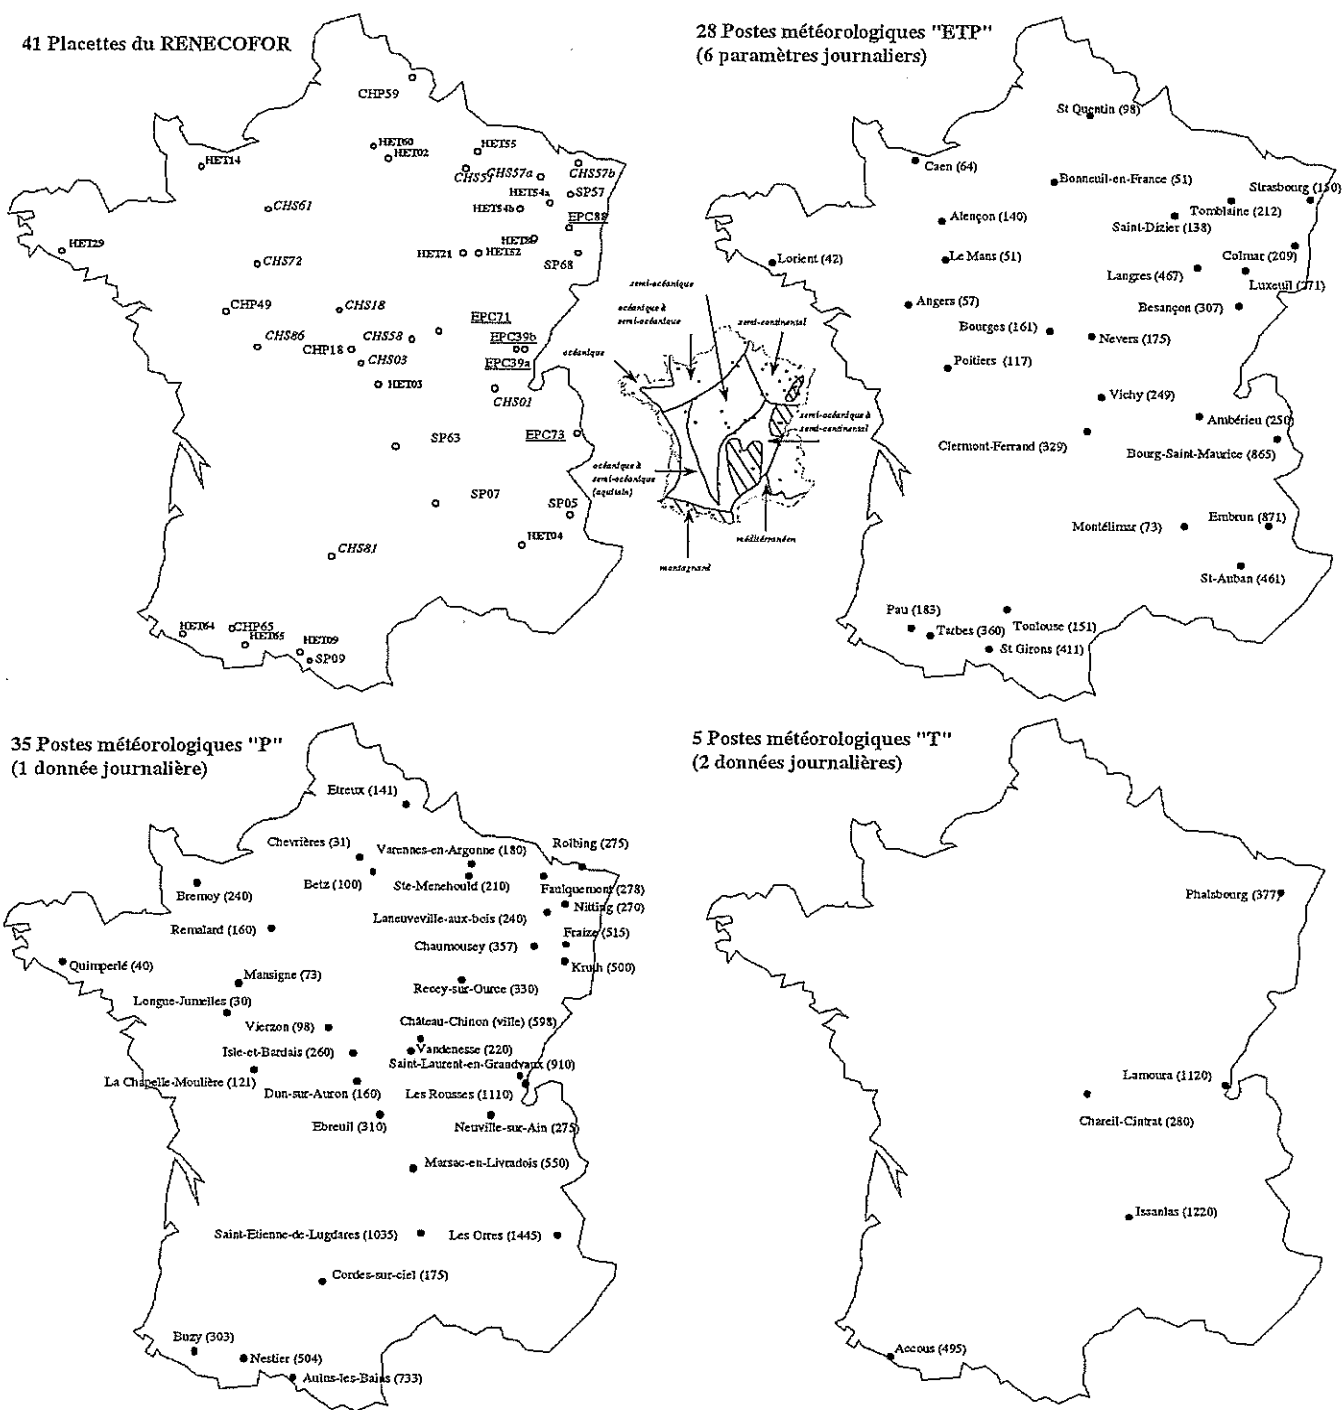 41 Placettes du RENECOFOR
CHP59
HET60
HET02
HET55
HET14
CHS51
CHS57a
CHS57b
HET54a
SP57
CHS61
HET54b
EPC88
HET29
HET21
HET52
SP68
CHS72
CHP49
CHS18
EPC71
CHS86
CHP18
CHS58
EPC39b
CHS03
EPC39a
HET03
CHS01
SP63
EPC73
SP07
SP05
HET04
CHS81
HET64
CHP65
HET65
HET09
SP09
semi-océanique
océanique à
semi-océanique
semi-continental
océanique
semi-océanique à
semi-continental
océanique à
semi-océanique
(aquitain)
méditérranéen
montagnard
28 Postes météorologiques "ETP"
(6 paramètres journaliers)
St Quentin (98)
Caen (64)
Bonneuil-en-France (51)
Strasbourg (150)
Tomblaine (212)
Alençon (140)
Saint-Dizier (138)
Lorient (42)
Le Mans (51)
Colmar (209)
Langres (467)
Luxeuil (271)
Angers (57)
Besançon (307)
Bourges (161)
Nevers (175)
Poitiers (117)
Vichy (249)
Ambérieu (250)
Clermont-Ferrand (329)
Bourg-Saint-Maurice (865)
Montélimar (73)
Embrun (871)
St-Auban (461)
Pau (183)
Tarbes (360)
Toulouse (151)
St Girons (411)
35 Postes météorologiques "P"
(1 donnée journalière)
Etreux (141)
Chevrières (31)
Varennes-en-Argonne (180)
Rolbing (275)
Betz (100)
Ste-Menehould (210)
Bremoy (240)
Faulquemont (278)
Nitting (270)
Laneuveville-aux-bois (240)
Remalard (160)
Fraize (515)
Chaumousey (357)
Quimperlé (40)
Kruth (500)
Mansigne (73)
Recey-sur-Ource (330)
Longue-Jumelles (30)
Vierzon (98)
Château-Chinon (ville) (598)
Isle-et-Bardais (260)
Vandenesse (220)
Saint-Laurent-en-Grandvaux (910)
La Chapelle-Moulière (121)
Dun-sur-Auron (160)
Les Rousses (1110)
Ebreuil (310)
Neuville-sur-Ain (275)
Marsac-en-Livradois (550)
Saint-Etienne-de-Lugdares (1035)
Les Orres (1445)
Cordes-sur-ciel (175)
Buzy (303)
Nestier (504)
Aulus-les-Bains (733)
5 Postes météorologiques "T"
(2 données journalières)
Phalsbourg (377)
Lamoura (1120)
Chareil-Cintrat (280)
Issanlas (1220)
Accous (495)